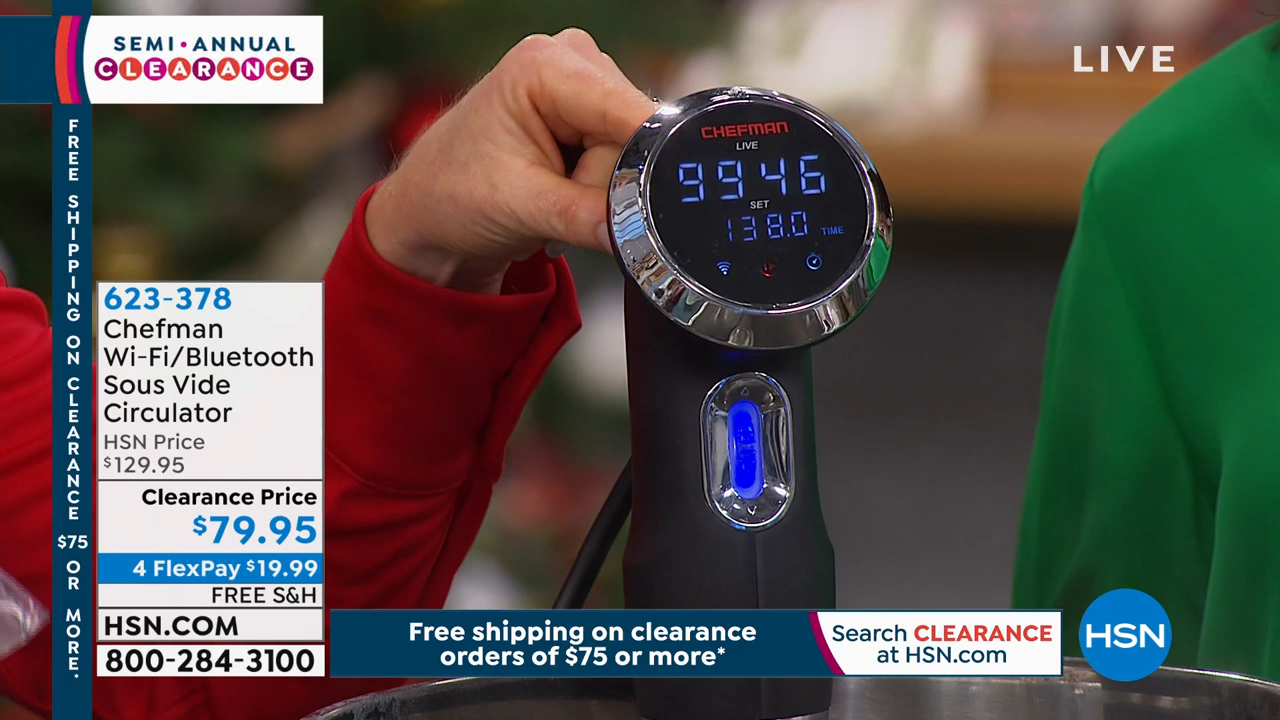 SEMI•ANNUAL
CLEARANCE
FREE SHIPPING ON CLEARANCE $75 OR MORE.
623-378
Chefman
Wi-Fi/Bluetooth
Sous Vide
Circulator
HSN Price
$129.95
Clearance Price
$79.95
4 FlexPay $19.99
FREE S&H
HSN.COM
800-284-3100
LIVE
CHEFMAN
LIVE
9946
SET
138.0 TIME
Free shipping on clearance
orders of $75 or more*
Search CLEARANCE
at HSN.com
HSN